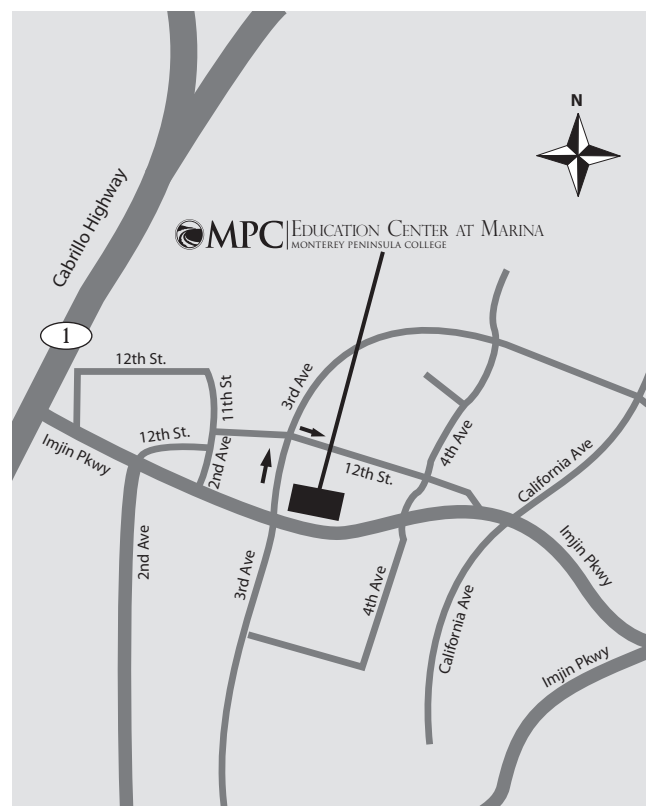 N
Cabrillo Highway
MPC EDUCATION CENTER AT MARINA
MONTEREY PENINSULA COLLEGE
1
12th St.
11th St
3rd Ave
12th St.
2nd Ave
Imjin Pkwy
12th St.
4th Ave
California Ave
2nd Ave
3rd Ave
4th Ave
California Ave
Imjin Pkwy
Imjin Pkwy